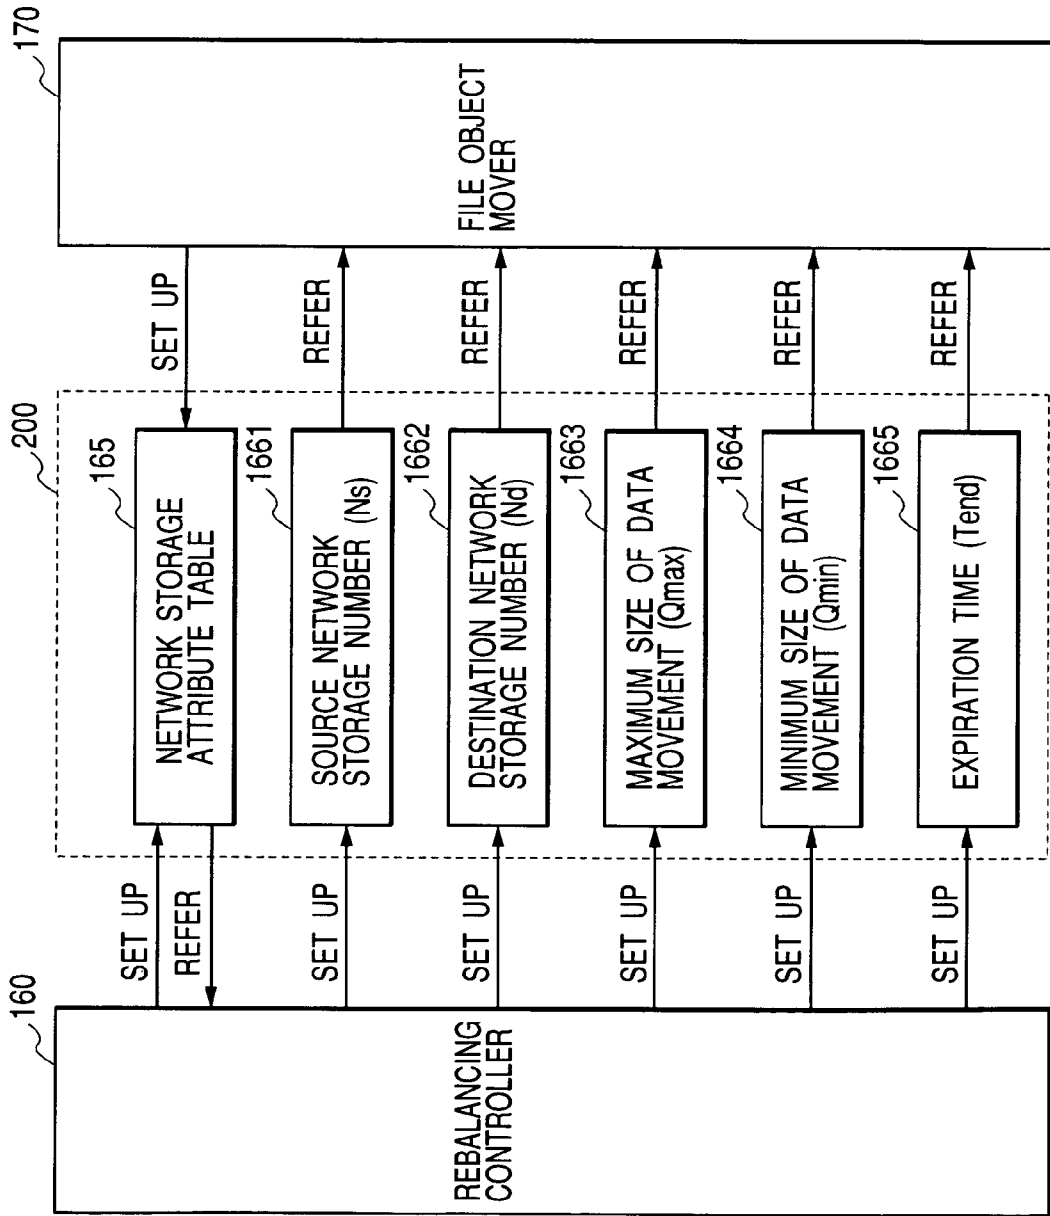 160
REBALANCING
CONTROLLER
SET UP
REFER
SET UP
SET UP
SET UP
SET UP
SET UP
200
165
NETWORK STORAGE
ATTRIBUTE TABLE
1661
SOURCE NETWORK
STORAGE NUMBER (Ns)
1662
DESTINATION NETWORK
STORAGE NUMBER (Nd)
1663
MAXIMUM SIZE OF DATA
MOVEMENT (Qmax)
1664
MINIMUM SIZE OF DATA
MOVEMENT (Qmin)
1665
EXPIRATION TIME (Tend)
SET UP
REFER
REFER
REFER
REFER
REFER
170
FILE OBJECT
MOVER